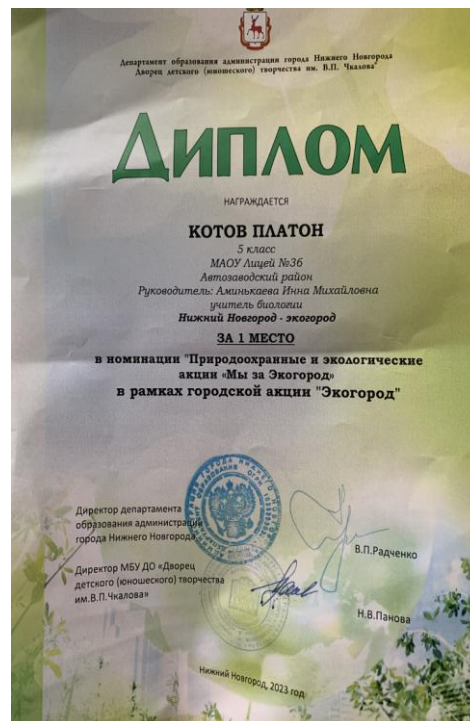 Департамент образования администрации города Нижнего Новгорода
Дворец детского (юношеского) творчества им. В.П. Чкалова"
Диплом
НАГРАЖДАЕТСЯ
КОТОВ ПЛАТОН
5 класс
МАОУ Лицей №36
Автозаводский район
Руководитель: Аминькаева Инна Михайловна
учитель биологии
Нижний Новгород - экогород
ЗА 1 МЕСТО
в номинации "Природоохранные и экологические
акции «Мы за Экогород»
в рамках городской акции "Экогород"
Директор департамента
образования администрации
города Нижнего Новгорода
В.П.Радченко
Директор МБУ ДО «Дворец
детского (юношеского) творчества
им.В.П.Чкалова»
Н.В.Панова
Нижний Новгород, 2023 год